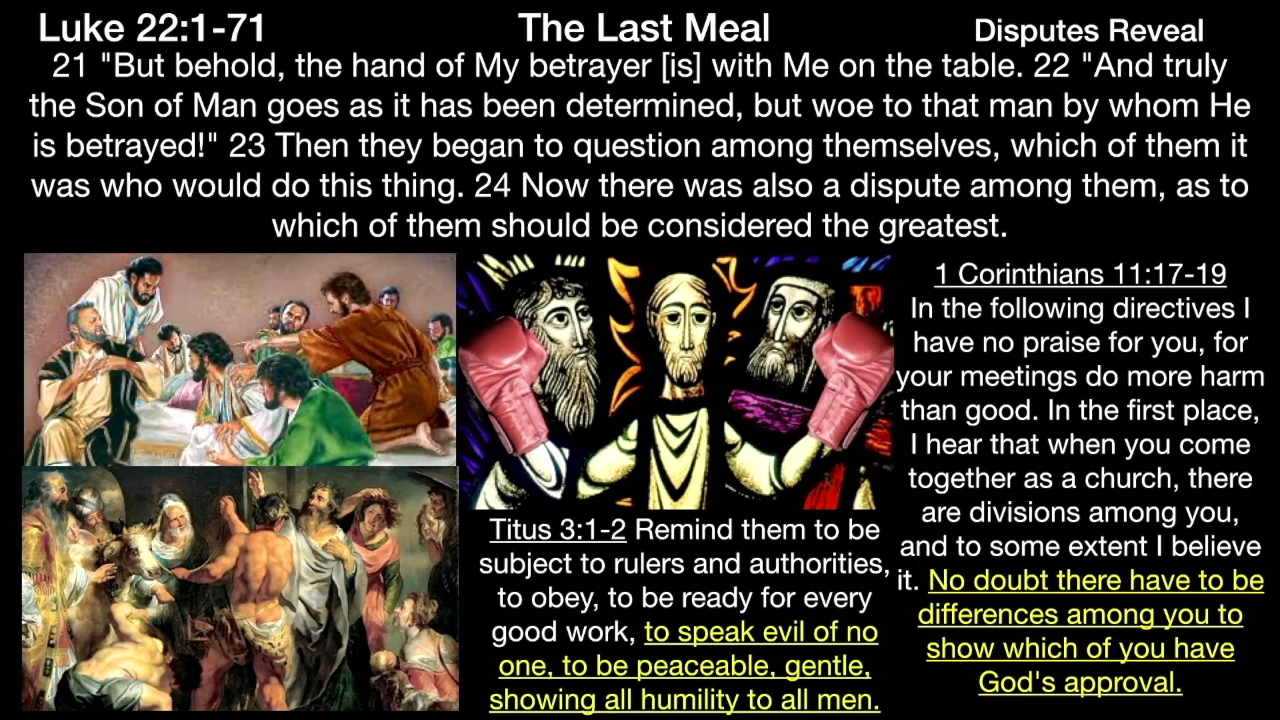 Luke 22:1-71
The Last Meal
Disputes Reveal
21 "But behold, the hand of My betrayer [is] with Me on the table. 22 "And truly
the Son of Man goes as it has been determined, but woe to that man by whom He
is betrayed!" 23 Then they began to question among themselves, which of them it
was who would do this thing. 24 Now there was also a dispute among them, as to
which of them should be considered the greatest.
Titus 3:1-2 Remind them to be
subject to rulers and authorities,
to obey, to be ready for every
good work, to speak evil of no
one, to be peaceable, gentle,
showing all humility to all men.
1 Corinthians 11:17-19
In the following directives I
have no praise for you, for
your meetings do more harm
than good. In the first place,
I hear that when you come
together as a church, there
are divisions among you,
and to some extent I believe
it. No doubt there have to be
differences among you to
show which of you have
God's approval.